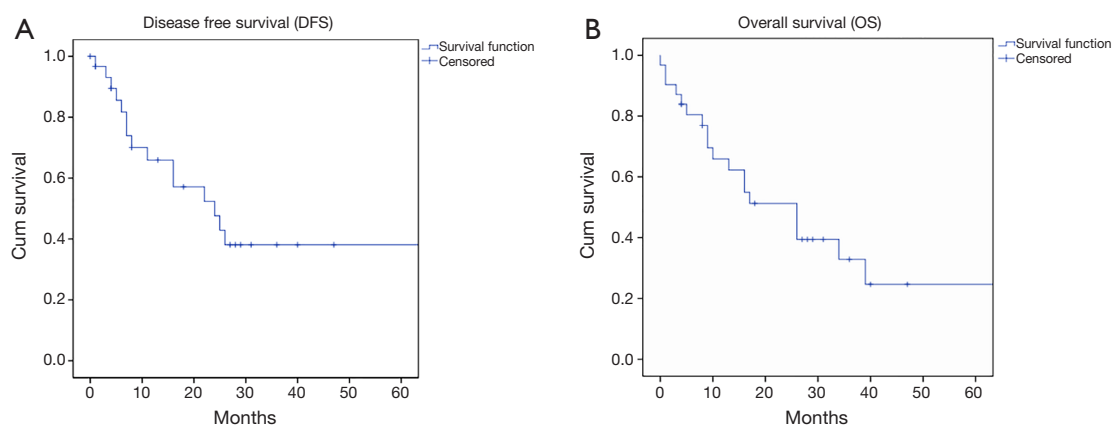 A
Disease free survival (DFS)
Survival function
Censored
1.0
0.8
0.6
0.4
0.2
0.0
Cum survival
0 10 20 30 40 50 60
Months
B
Overall survival (OS)
Survival function
Censored
1.0
0.8
0.6
0.4
0.2
0.0
Cum survival
0 10 20 30 40 50 60
Months